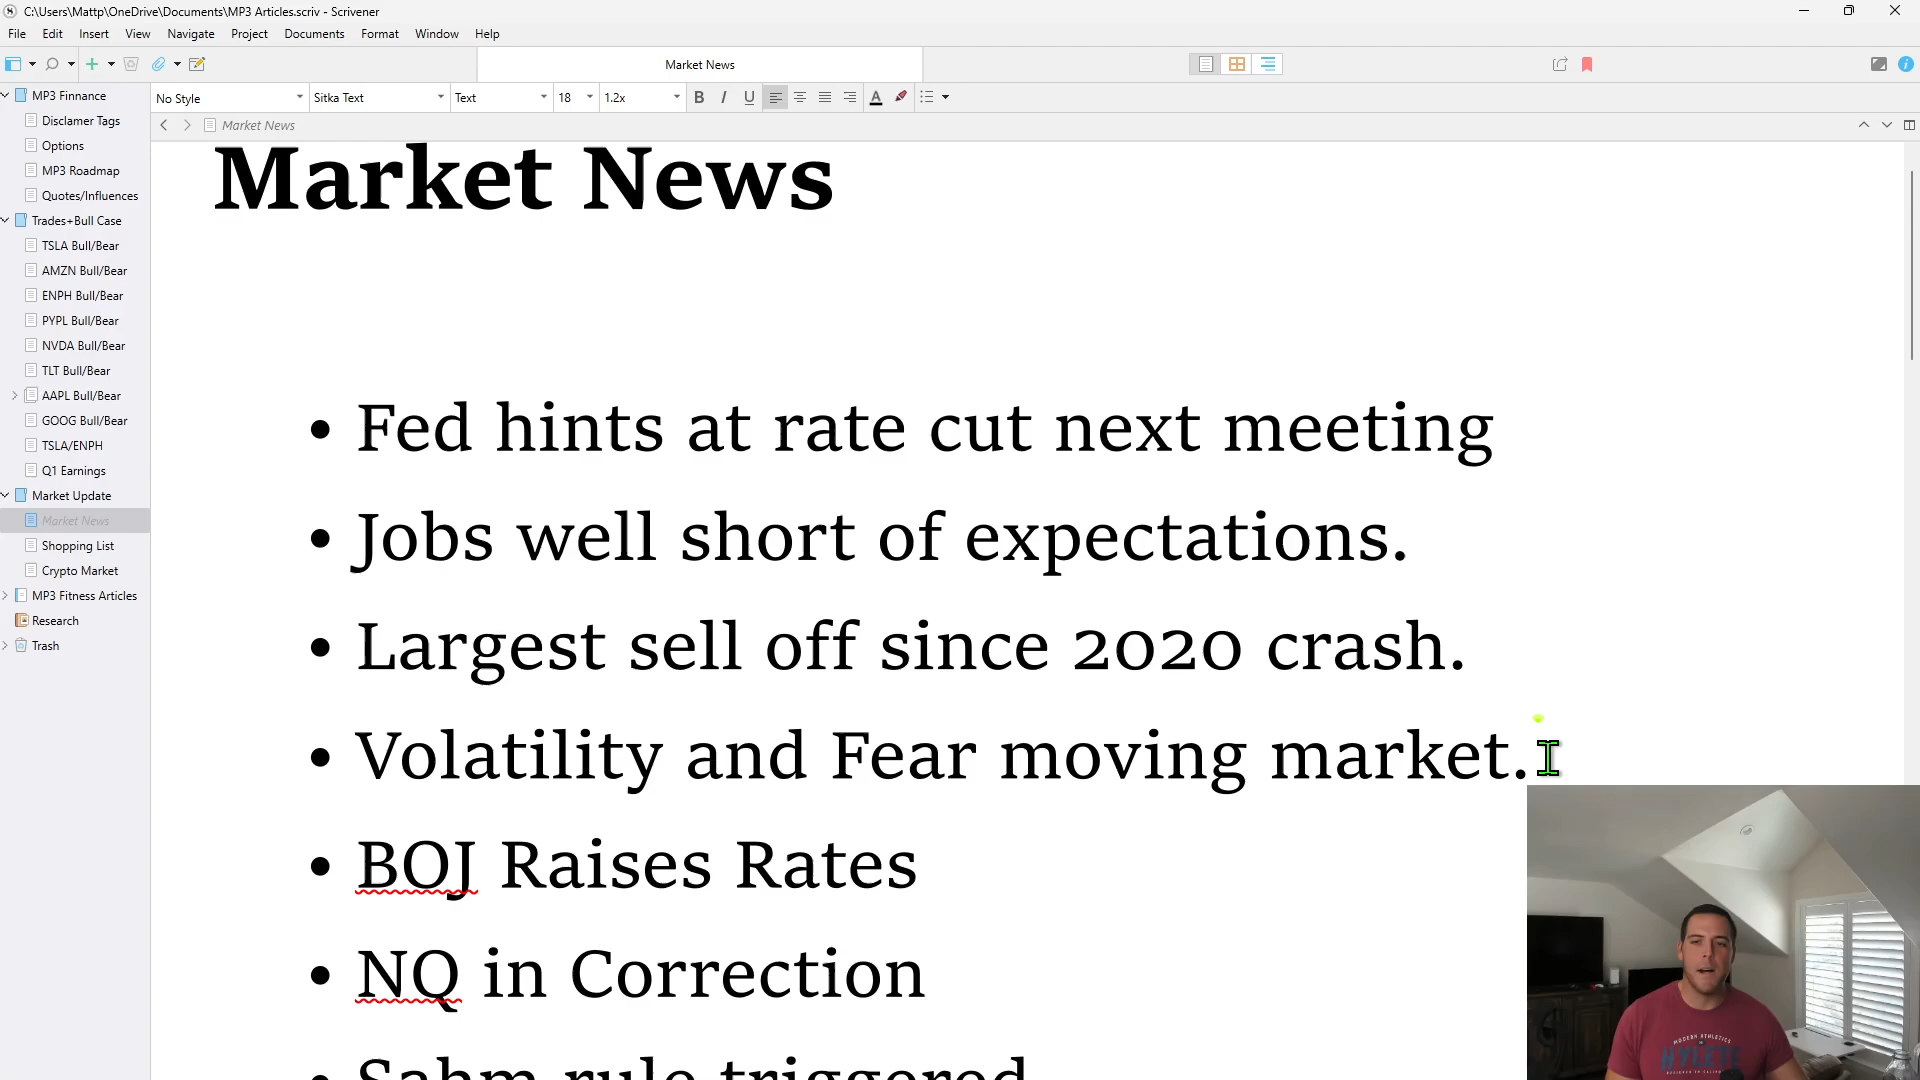 C:\Users\Mattp\OneDrive\Documents\MP3 Articles.scriv - Scrivener
File Edit Insert View Navigate Project Documents Format Window Help
Market News
No Style Sitka Text Text 18 1.2x B I U A
Market News
MP3 Finnance
Disclamer Tags
Options
MP3 Roadmap
Quotes/Influences
Trades+Bull Case
TSLA Bull/Bear
AMZN Bull/Bear
ENPH Bull/Bear
PYPL Bull/Bear
NVDA Bull/Bear
TLT Bull/Bear
AAPL Bull/Bear
GOOG Bull/Bear
TSLA/ENPH
Q1 Earnings
Market Update
Market News
Shopping List
Crypto Market
MP3 Fitness Articles
Research
Trash
Market News
• Fed hints at rate cut next meeting
• Jobs well short of expectations.
• Largest sell off since 2020 crash.
• Volatility and Fear moving market.
• BOJ Raises Rates
• NQ in Correction
• Sahm rule triggered
MODERN ATHLETICS
HYLETE